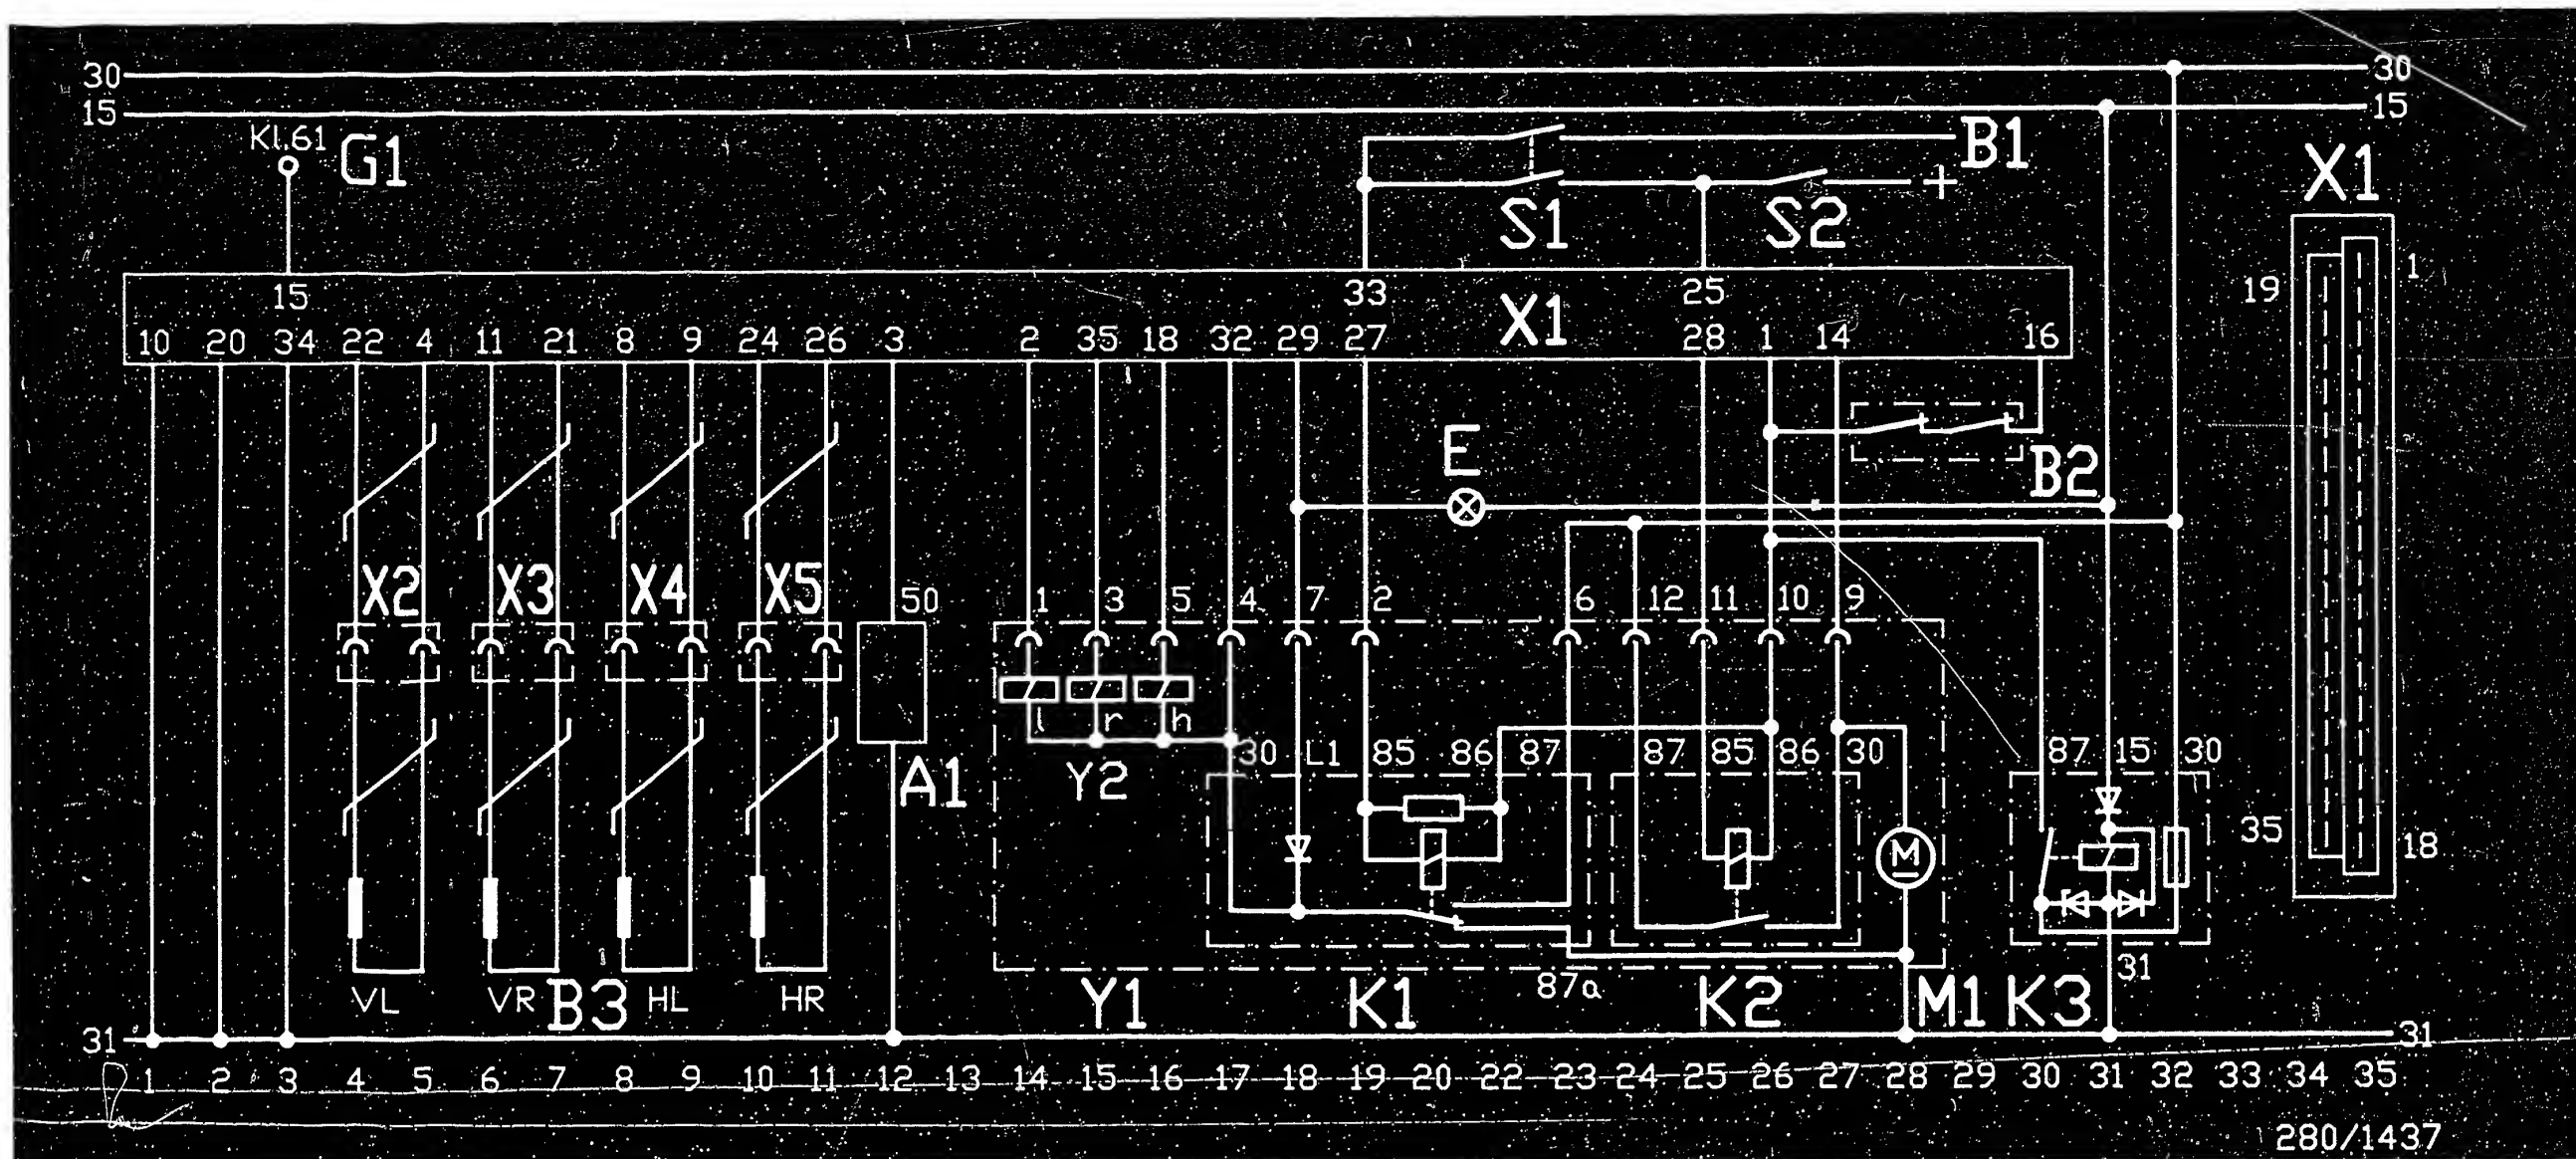 30 30
15 15
Kl.61 G1 B1 X1
+
S1 S2
1
15 33 25 19
X1
10 20 34 22 4 11 21 8 9 24 26 3 2 35 18 32 29 27 28 1 14 16
E
B2
X2 X3 X4 X5
50 1 3 5 4 7 2 6 12 11 10 9
l r h
30 L1 85 86 87 87 85 86 30 87 15 30
A1 Y2
M
35 18
31
VL VR B3 HL HR Y1 K1 87a K2 M1 K3
31 31
1 2 3 4 5 6 7 8 9 10 11 12 13 14 15 16 17 18 19 20 22 23 24 25 26 27 28 29 30 31 32 33 34 35
280/1437